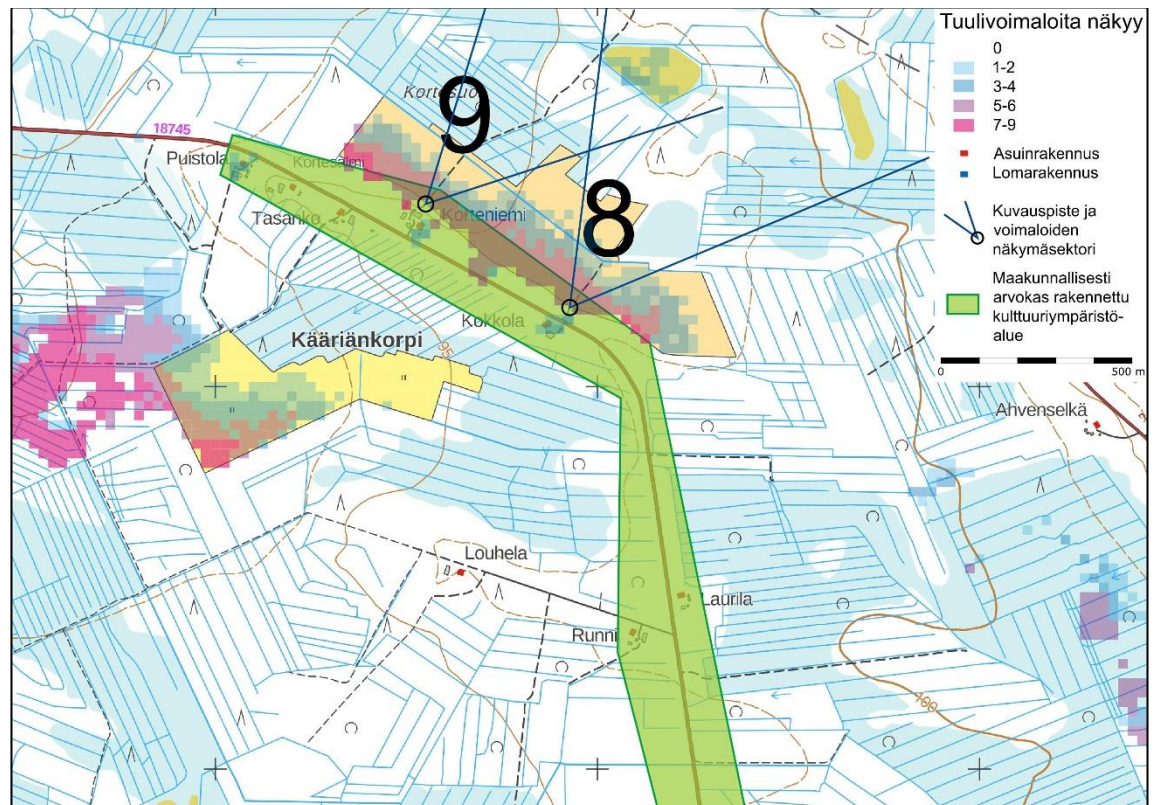 Tuulivoimaloita näkyy
0
1-2
3-4
5-6
7-9
Asuinrakennus
Lomarakennus
Kuvauspiste ja
voimaloiden
näkymäsektori
Maakunnallisesti
arvokas rakennettu
kulttuuriympäristö-
alue
0 500 m
Kortesuo
9
18745
Puistola
Kortesalmi
Tasanko
Korteniemi
8
Kokkola
Kääriänkorpi
95
Ahvenselkä
Louhela
Laurila
Runni
100